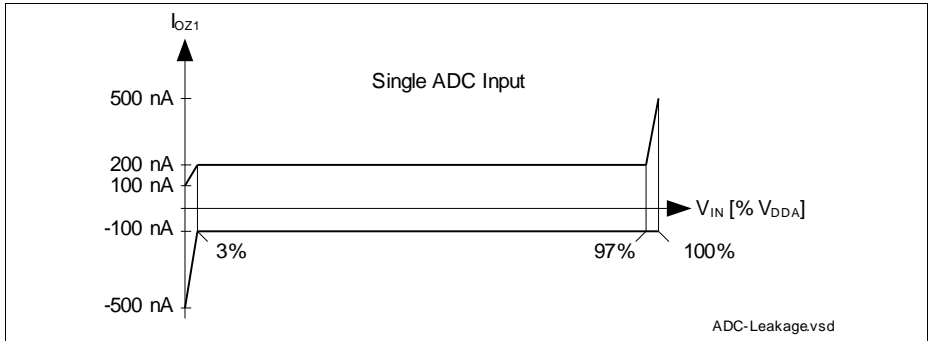 I_OZ1
Single ADC Input
500 nA
200 nA
100 nA
V_IN [% V_DDA]
-100 nA
3%
97%
100%
-500 nA
ADC-Leakage.vsd